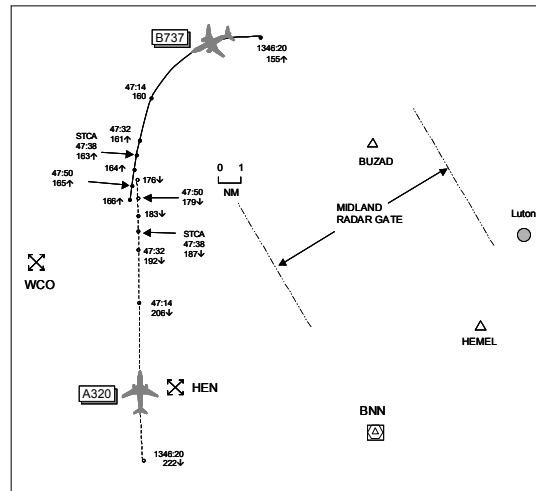 B737
1346:20
155↑
47:14
160
47:32
161↑
STCA
47:38
163↑
164↑
47:50
165↑
166↑
176↓
47:50
179↓
183↓
STCA
47:38
187↓
47:32
192↓
47:14
206↓
0 1
NM
BUZAD
MIDLAND
RADAR GATE
Luton
WCO
HEMEL
A320
HEN
BNN
1346:20
222↓